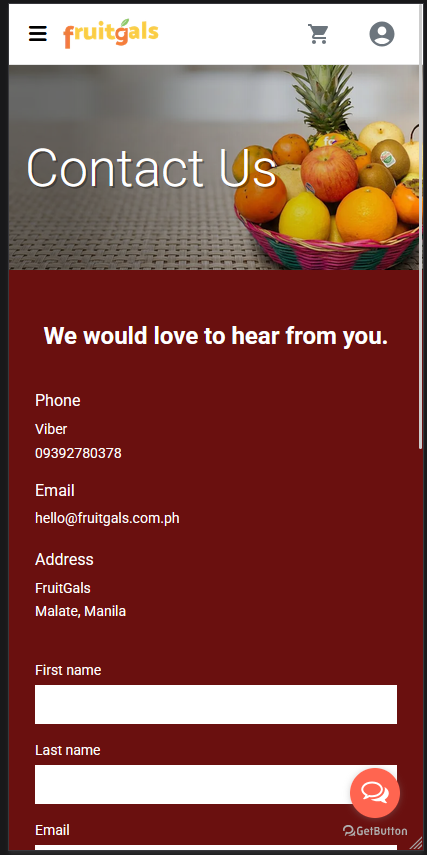 fruitgals
Contact Us
We would love to hear from you.
Phone
Viber
09392780378
Email
hello@fruitgals.com.ph
Address
FruitGals
Malate, Manila
First name
Last name
Email
GetButton